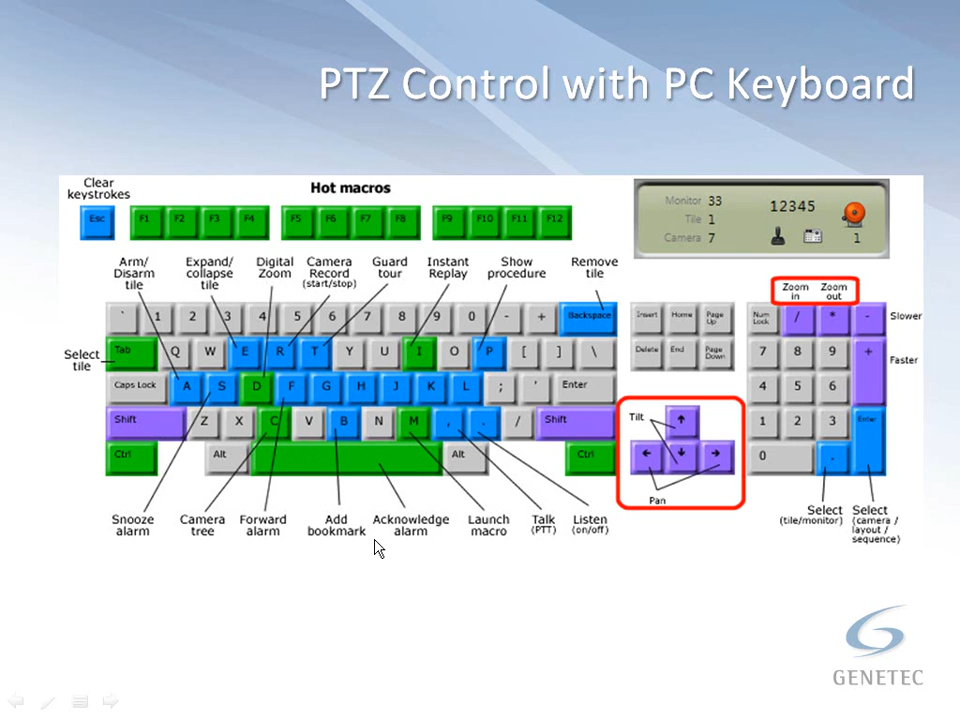 PTZ Control with PC Keyboard
Clear
keystrokes
Hot macros
Esc F1 F2 F3 F4 F5 F6 F7 F8 F9 F10 F11 F12
Monitor 33
Tile 1
Camera 7
12345
1
Arm/
Disarm
tile
Expand/
collapse
tile
Digital
Zoom
Camera
Record
(start/stop)
Guard
tour
Instant
Replay
Show
procedure
Remove
tile
Zoom
in
Zoom
out
` 1 2 3 4 5 6 7 8 9 0 - + Backspace
Insert Home Page
Up
Num
Lock
/ * - Slower
Select
tile
Tab Q W E R T Y U I O P [ ] \
Delete End Page
Down
7 8 9 + Faster
Caps Lock A S D F G H J K L ; ' Enter
4 5 6
Shift Z X C V B N M , . / Shift
Tilt
1 2 3 Enter
Ctrl Alt Alt Ctrl
0 .
Pan
Snooze
alarm
Camera
tree
Forward
alarm
Add
bookmark
Acknowledge
alarm
Launch
macro
Talk
(PTT)
Listen
(on/off)
Select
(tile/monitor)
Select
(camera /
layout /
sequence)
GENETEC